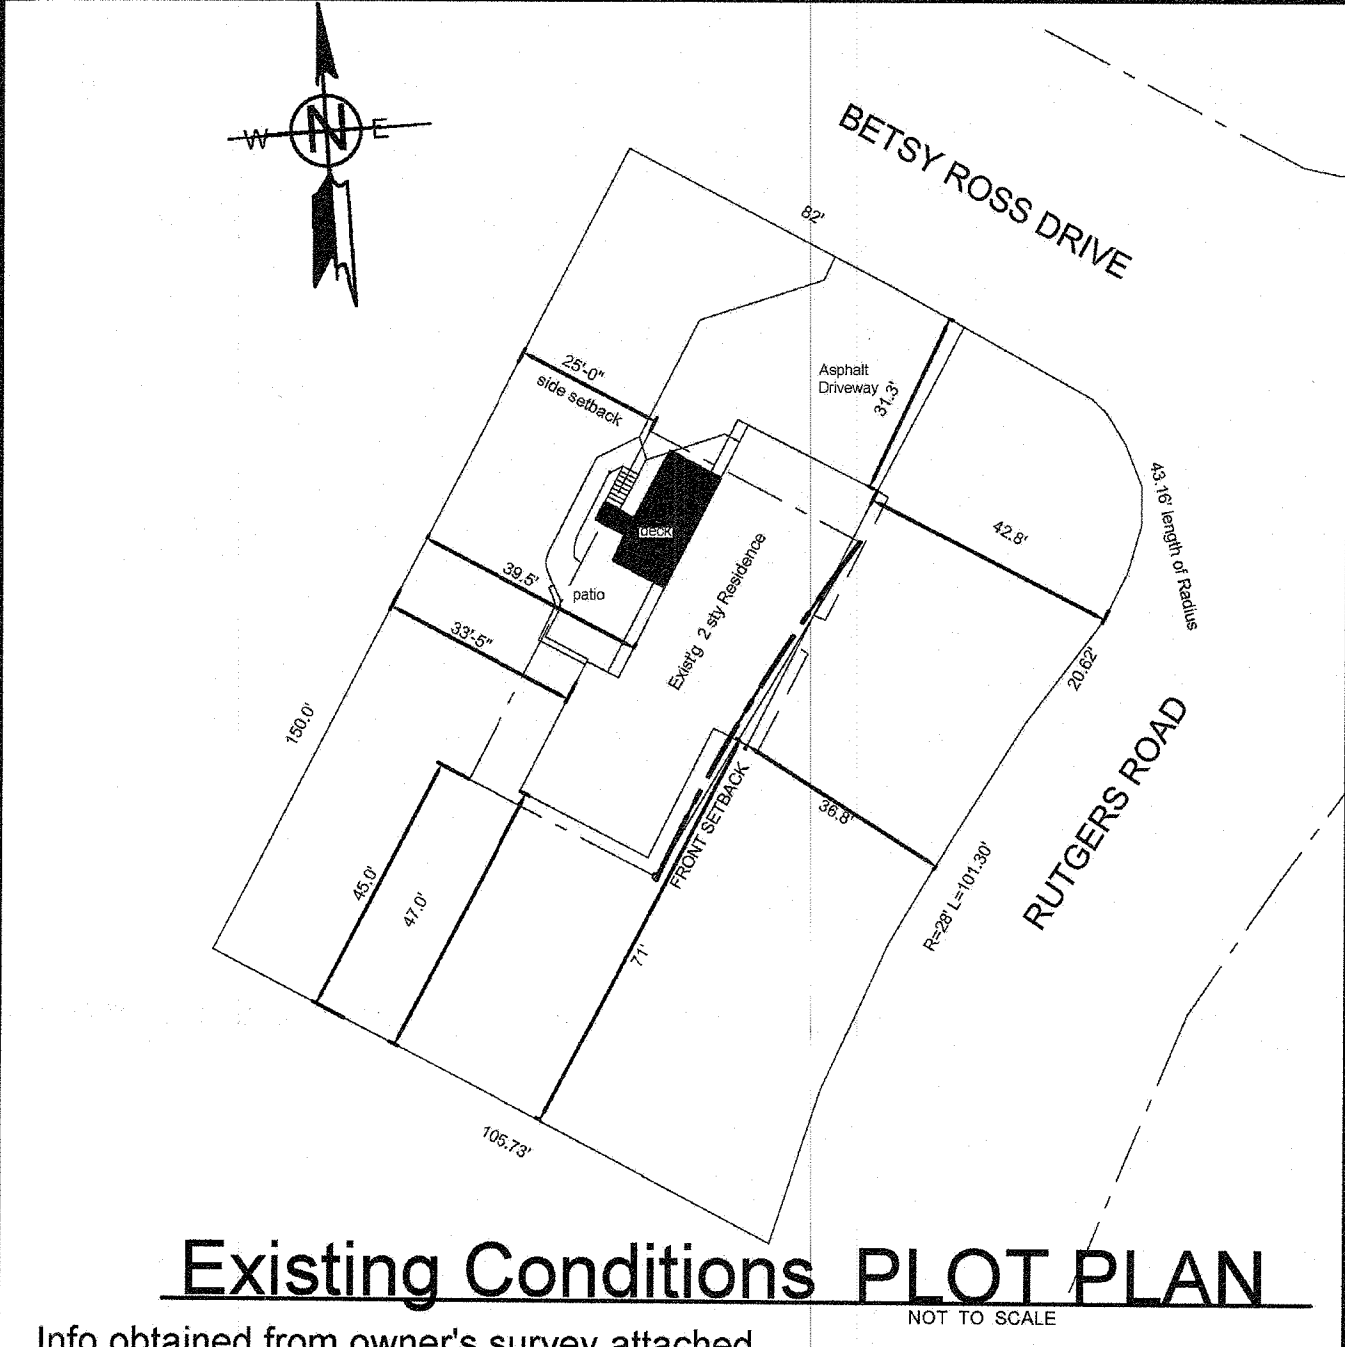 N
W
E
BETSY ROSS DRIVE
82'
Asphalt
Driveway
31.3'
25'-0"
side setback
43.16' length of Radius
42.8'
deck
39.5'
patio
Exist'g 2 sty Residence
33'-5"
20.62'
150.0'
RUTGERS ROAD
FRONT SETBACK
36.8'
45.0'
47.0'
R=28' L=101.30'
71'
105.73'
Existing Conditions PLOT PLAN
NOT TO SCALE
Info obtained from owner's survey attached